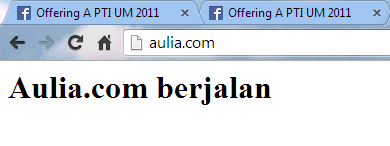 Offering A PTI UM 2011 Offering A PTI UM 2011
aulia.com
Aulia.com berjalan